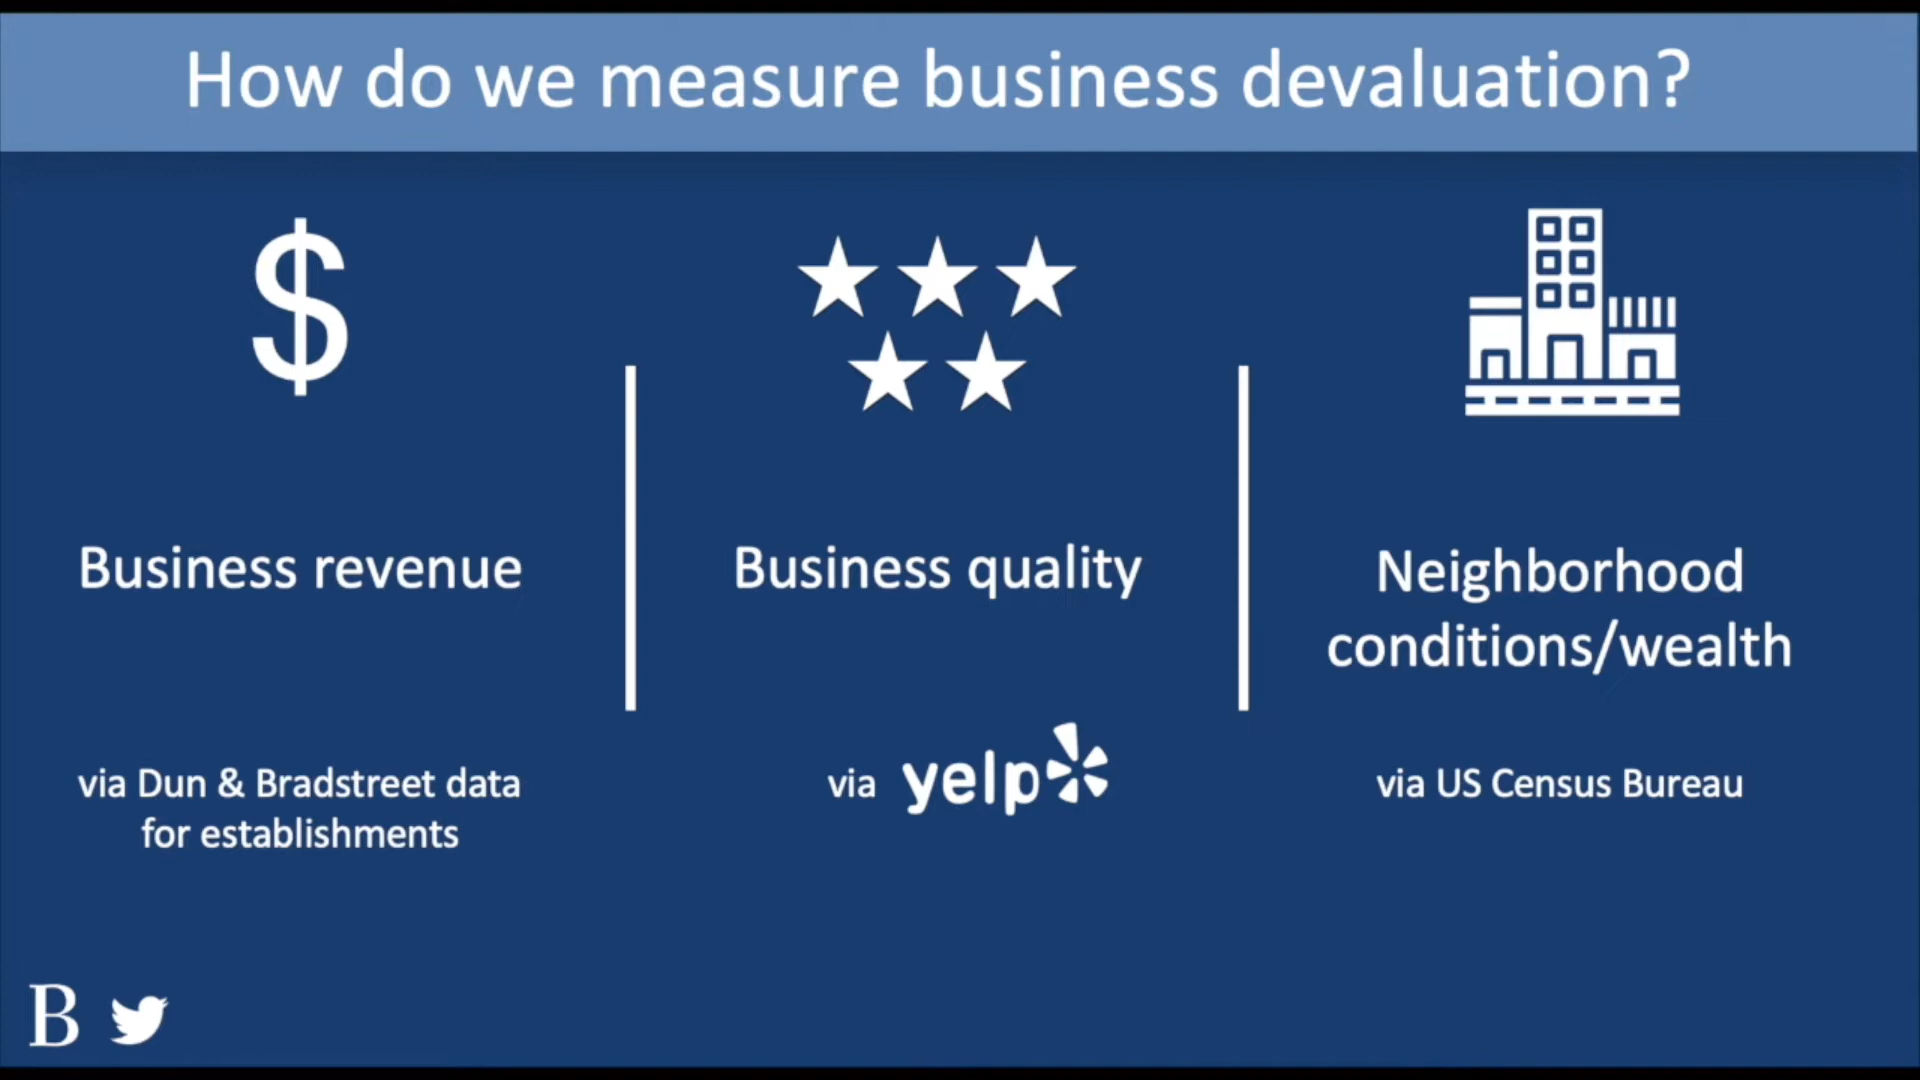 How do we measure business devaluation?
$
Business revenue
via Dun & Bradstreet data
for establishments
Business quality
via yelp
Neighborhood
conditions/wealth
via US Census Bureau
B